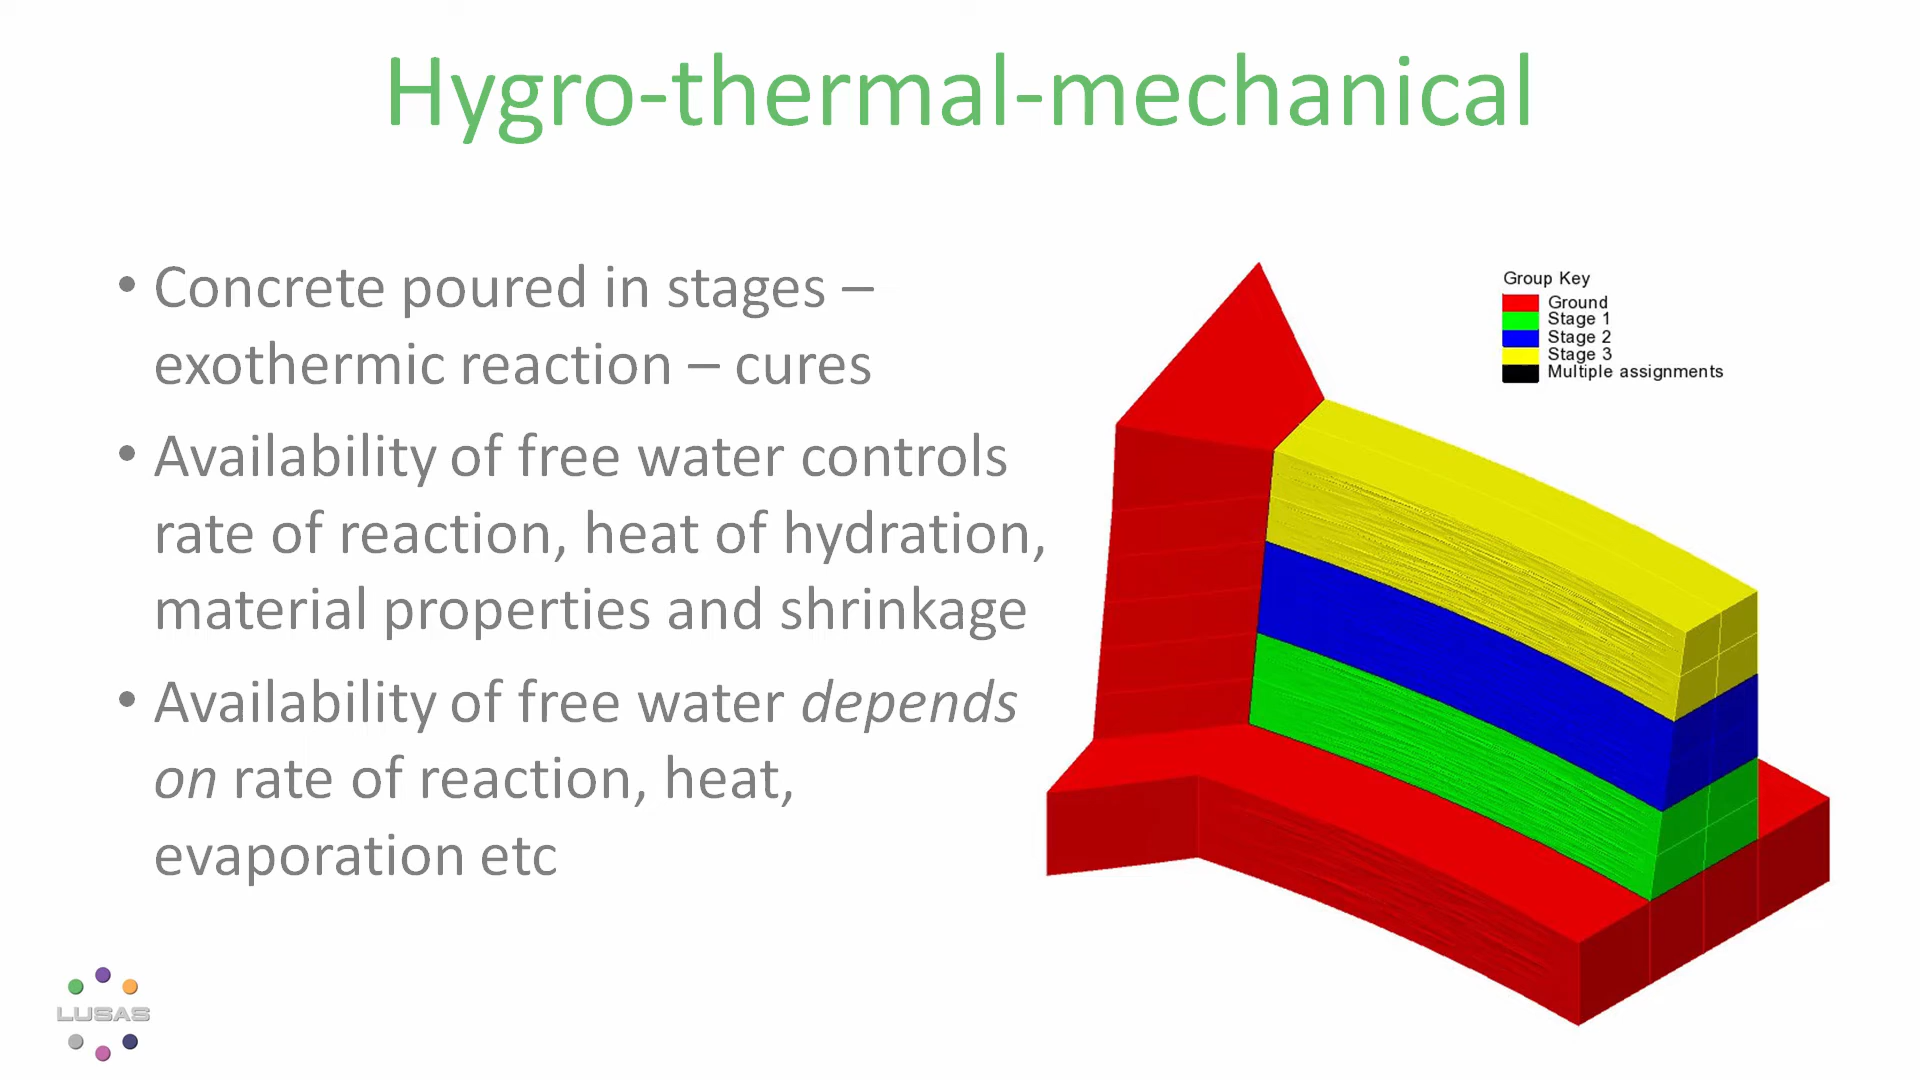 Hygro-thermal-mechanical
• Concrete poured in stages –
exothermic reaction – cures
• Availability of free water controls
rate of reaction, heat of hydration,
material properties and shrinkage
• Availability of free water depends
on rate of reaction, heat,
evaporation etc
Group Key
Ground
Stage 1
Stage 2
Stage 3
Multiple assignments
LUSAS